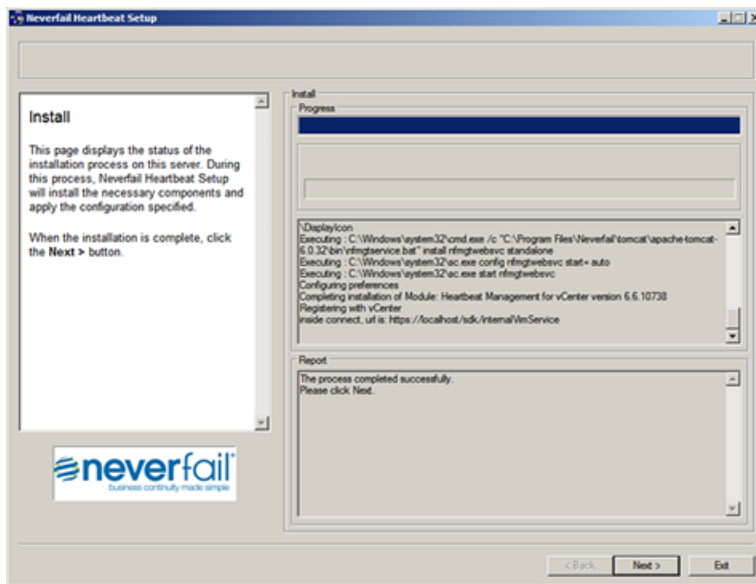 Neverfail Heartbeat Setup
Install
This page displays the status of the
installation process on this server. During
this process, Neverfail Heartbeat Setup
will install the necessary components and
apply the configuration specified.
When the installation is complete, click
the Next > button.
neverfail
business continuity made simple
Install
Progress
\DisplayIcon
Executing : C:\Windows\system32\cmd.exe /c "C:\Program Files\Neverfail\tomcat\apache-tomcat-
6.0.32\bin\nfmgtservice.bat" install nfmgtwebsvc standalone
Executing : C:\Windows\system32\sc.exe config nfmgtwebsvc start= auto
Executing : C:\Windows\system32\sc.exe start nfmgtwebsvc
Configuring preferences
Completing installation of Module: Heartbeat Management for vCenter version 6.6.10738
Registering with vCenter
inside connect, url is: https://localhost/sdk/internalVimService
Report
The process completed successfully.
Please click Next.
< Back
Next >
Exit